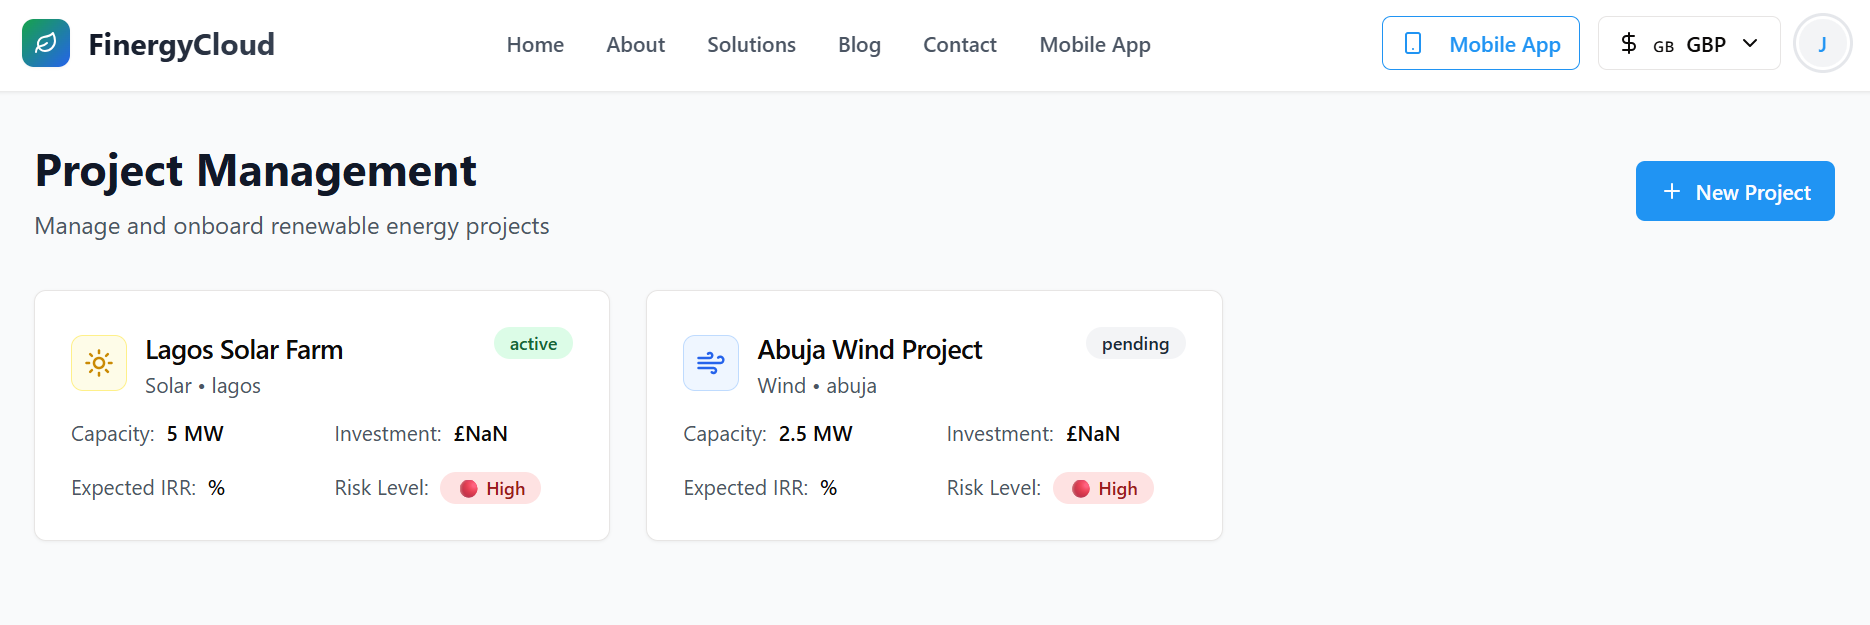 FinergyCloud
Home About Solutions Blog Contact Mobile App
Mobile App
$ GB GBP
J
Project Management
Manage and onboard renewable energy projects
+ New Project
Lagos Solar Farm
active
Solar • lagos
Capacity: 5 MW Investment: £NaN
Expected IRR: % Risk Level: High
Abuja Wind Project
pending
Wind • abuja
Capacity: 2.5 MW Investment: £NaN
Expected IRR: % Risk Level: High